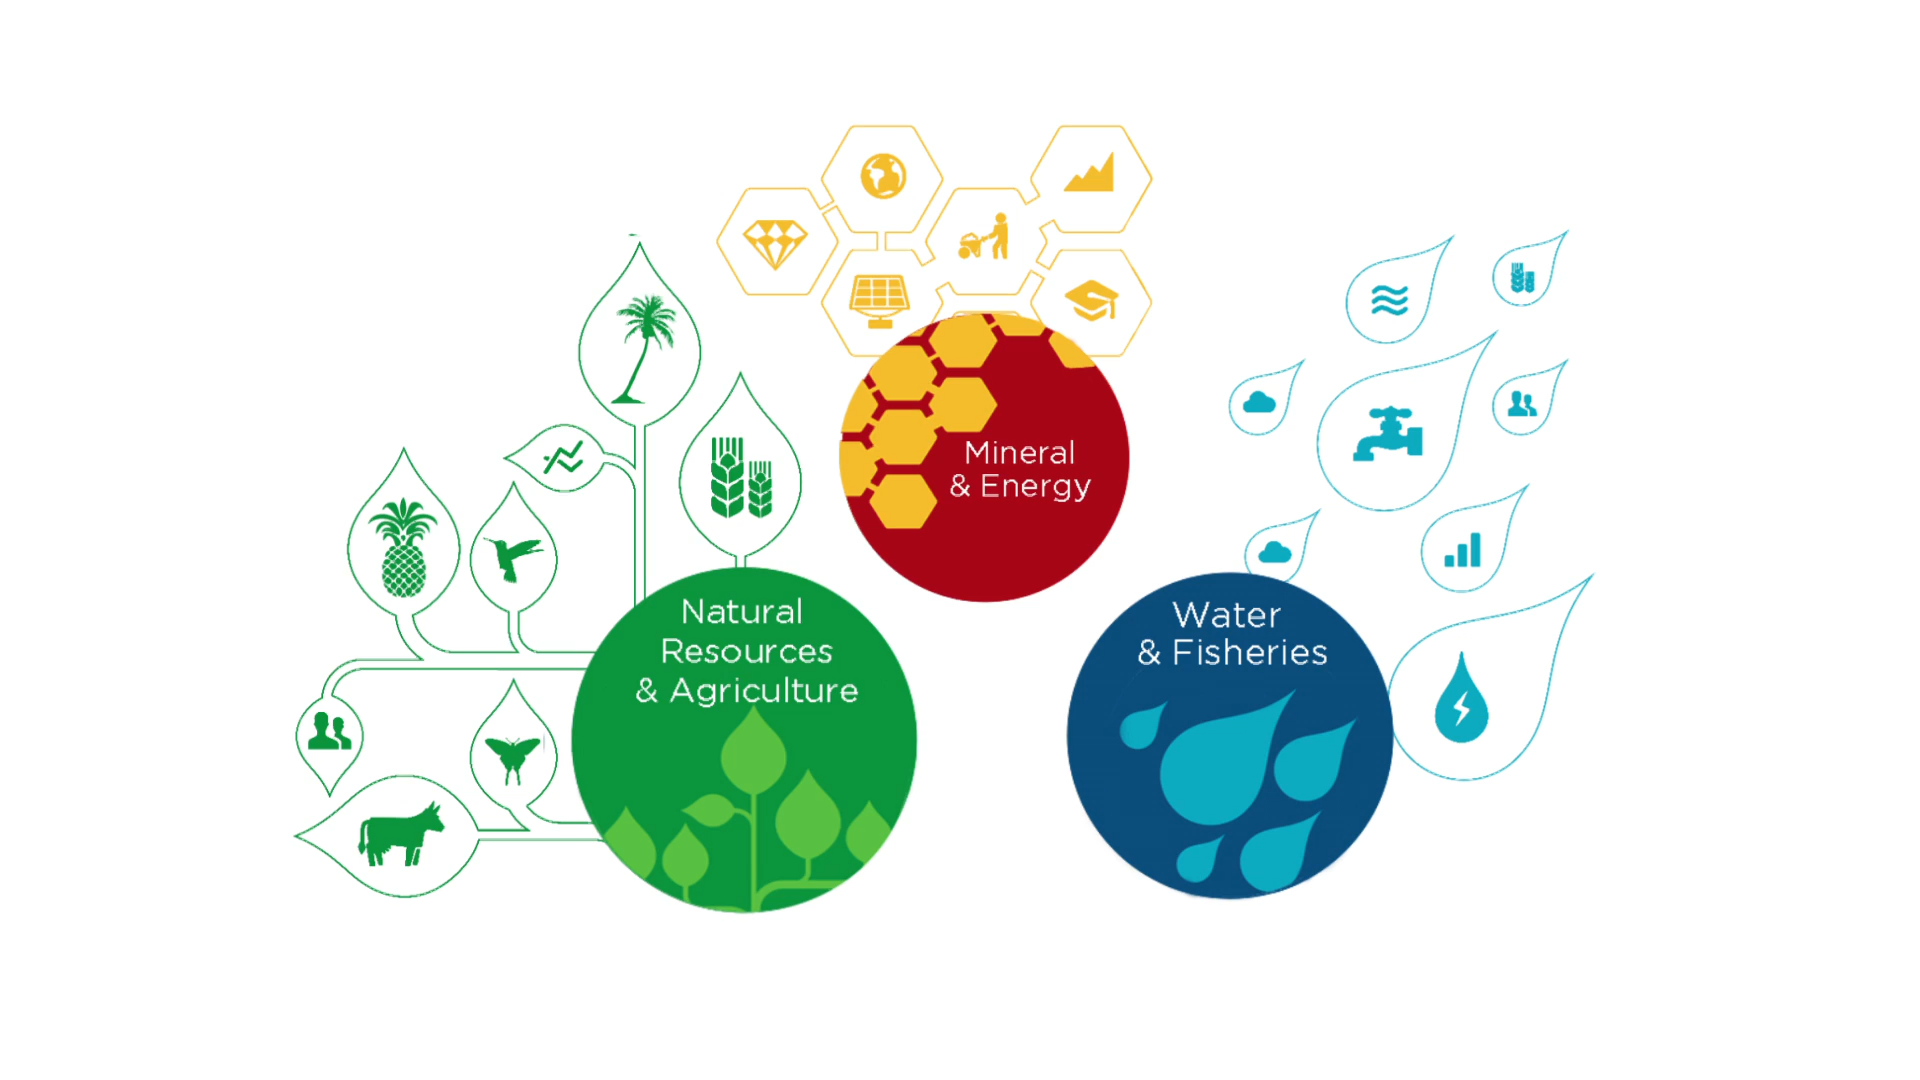 Mineral
& Energy
Natural
Resources
& Agriculture
Water
& Fisheries